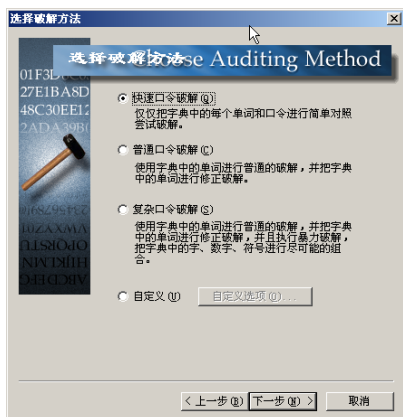 选择破解方法
选择破解方法 Choose Auditing Method
01F3D
27E1BA8D
48C30EE12
2ADA39B
快速口令破解(Q)
仅仅把字典中的每个单词和口令进行简单对照
尝试破解。
普通口令破解(C)
使用字典中的单词进行普通的破解，并把字典
中的单词进行修正破解。
复杂口令破解(S)
使用字典中的单词进行普通的破解，并把字典
中的单词进行修正破解，并且执行暴力破解，
把字典中的字、数字、符号进行尽可能的组
合。
自定义(U)
自定义选项(O)...
< 上一步(B)
下一步(N) >
取消